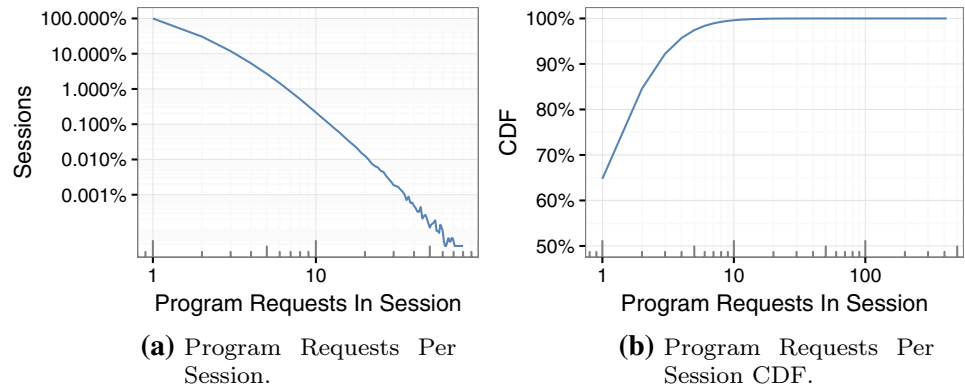 100.000%
10.000%
1.000%
0.100%
0.010%
0.001%
Sessions
1
10
Program Requests In Session
(a) Program Requests Per
Session.
100%
90%
80%
70%
60%
50%
CDF
1
10
100
Program Requests In Session
(b) Program Requests Per
Session CDF.